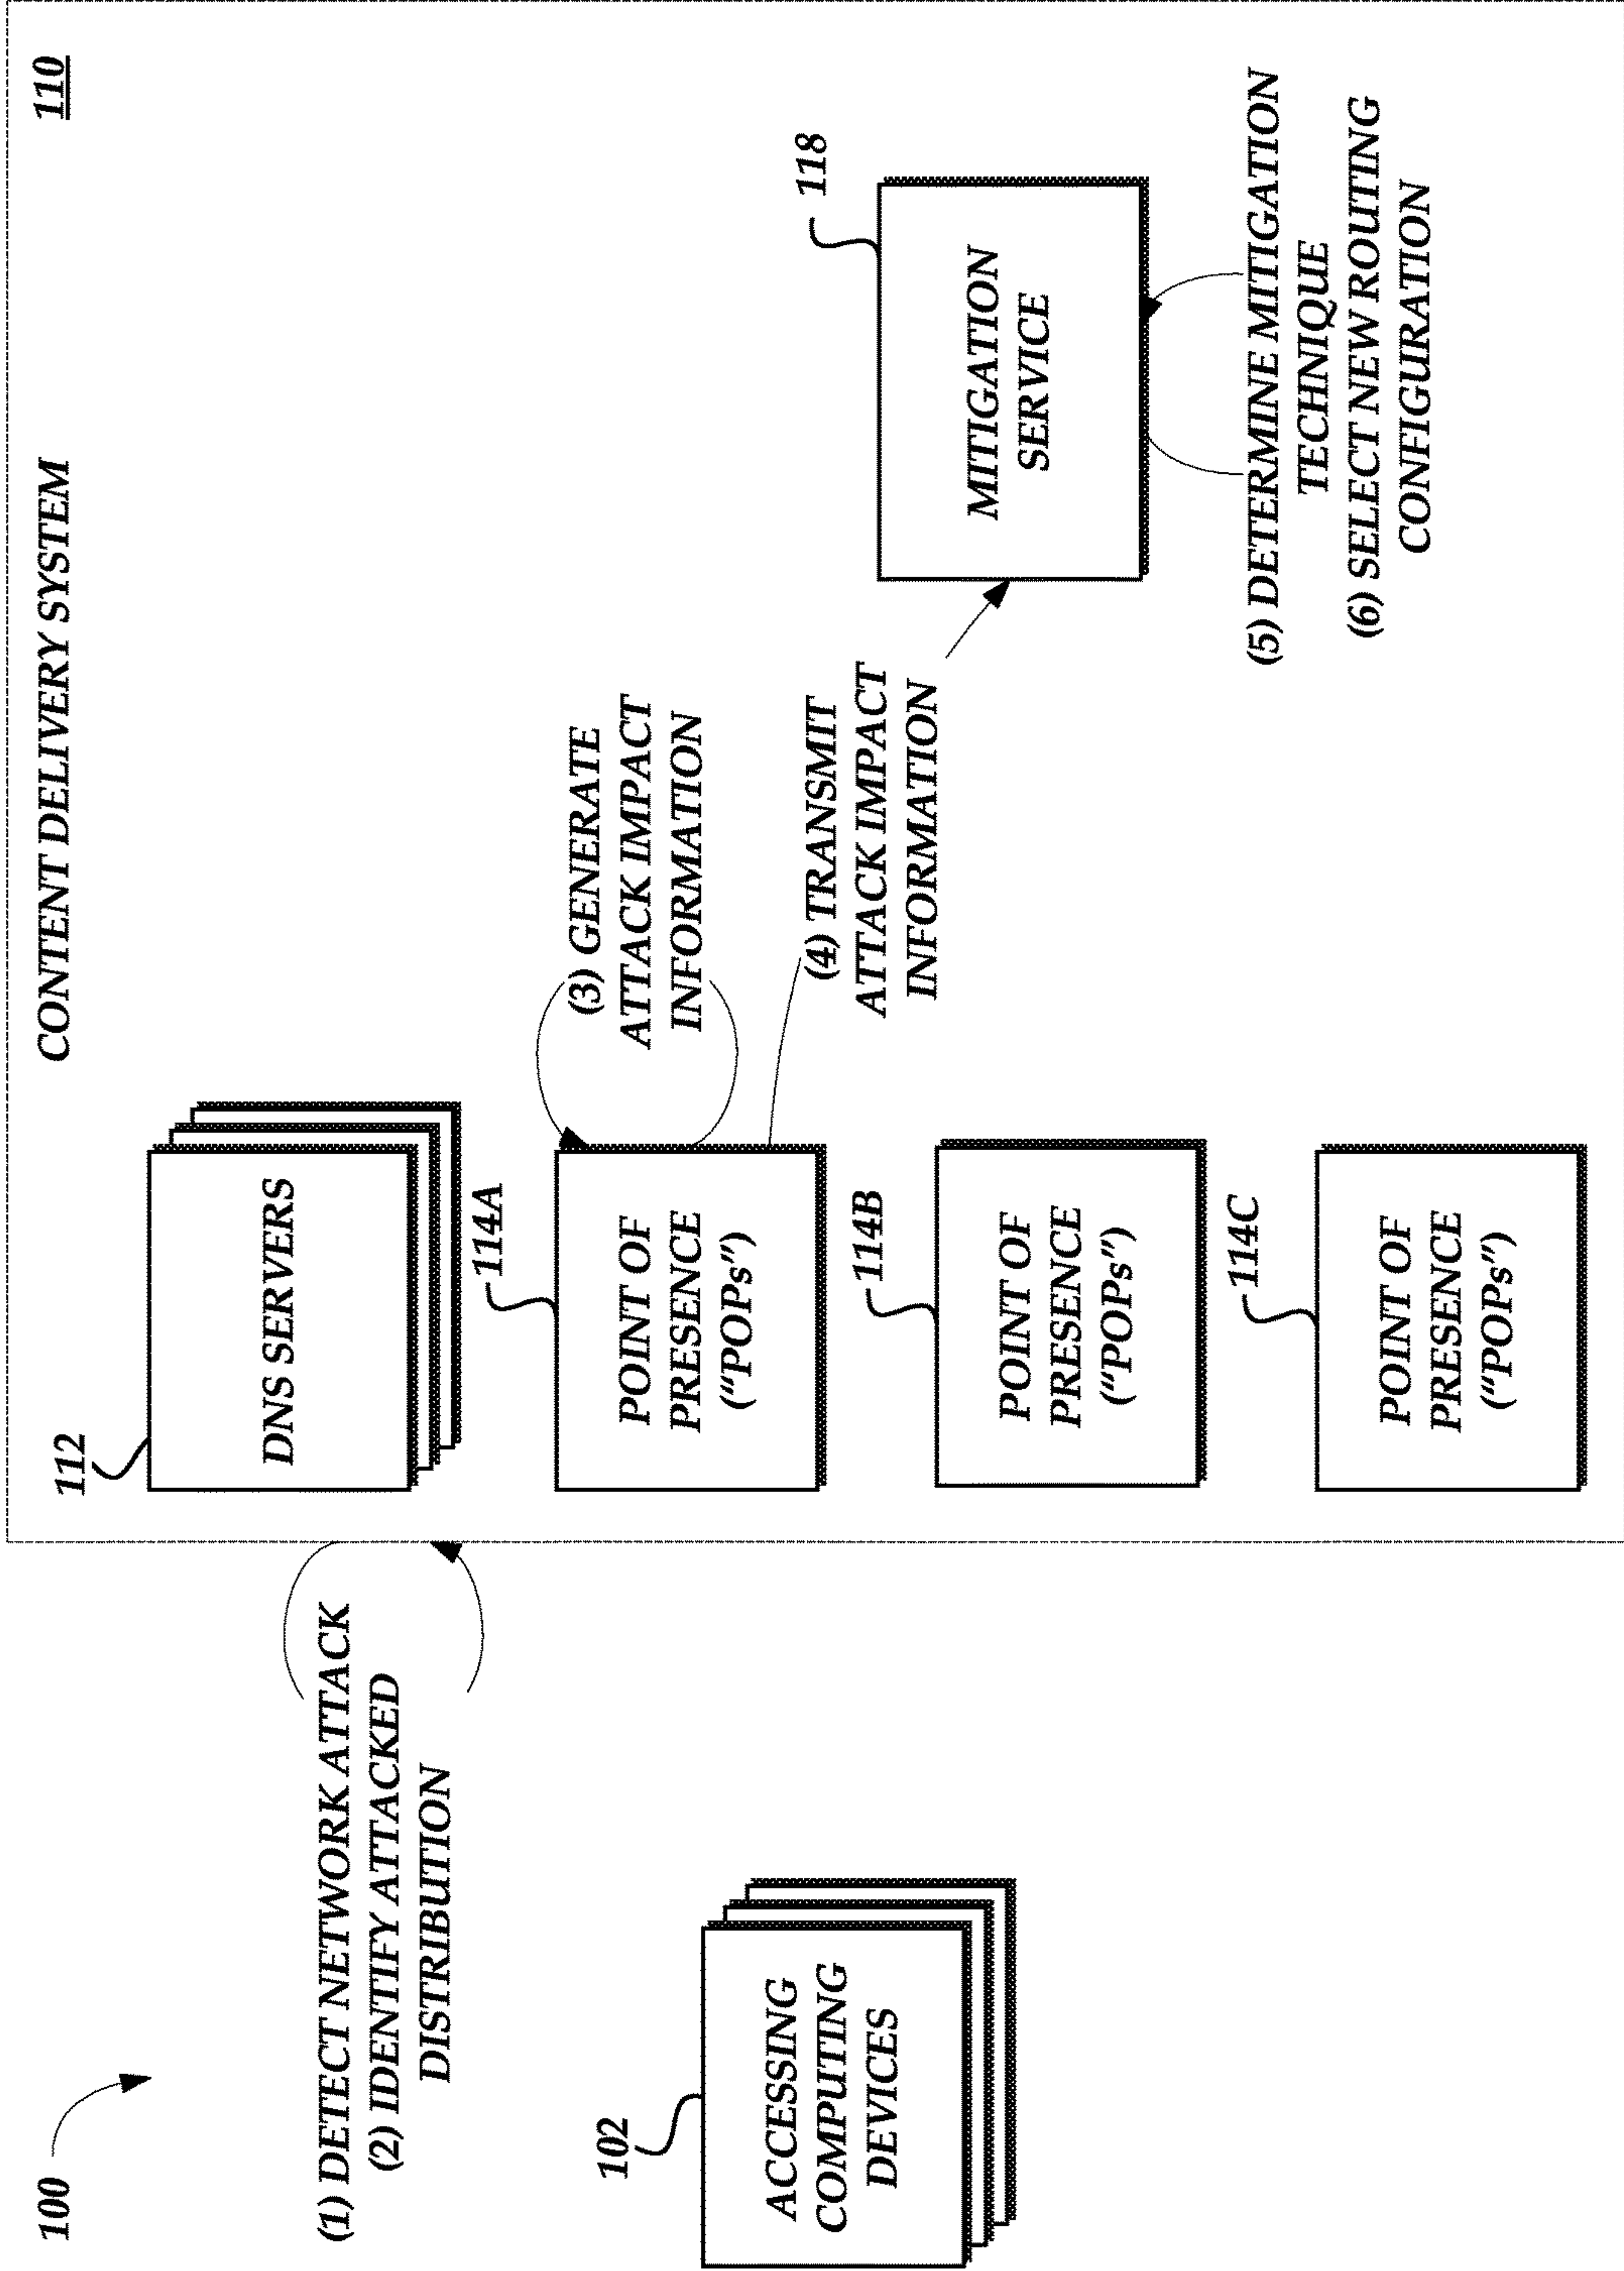 100
CONTENT DELIVERY SYSTEM
110
112
DNS SERVERS
(1) DETECT NETWORK ATTACK
(2) IDENTIFY ATTACKED
DISTRIBUTION
114A
POINT OF
PRESENCE
(“POPs”)
(3) GENERATE
ATTACK IMPACT
INFORMATION
102
ACCESSING
COMPUTING
DEVICES
(4) TRANSMIT
ATTACK IMPACT
INFORMATION
118
MITIGATION
SERVICE
114B
POINT OF
PRESENCE
(“POPs”)
(5) DETERMINE MITIGATION
TECHNIQUE
(6) SELECT NEW ROUTING
CONFIGURATION
114C
POINT OF
PRESENCE
(“POPs”)